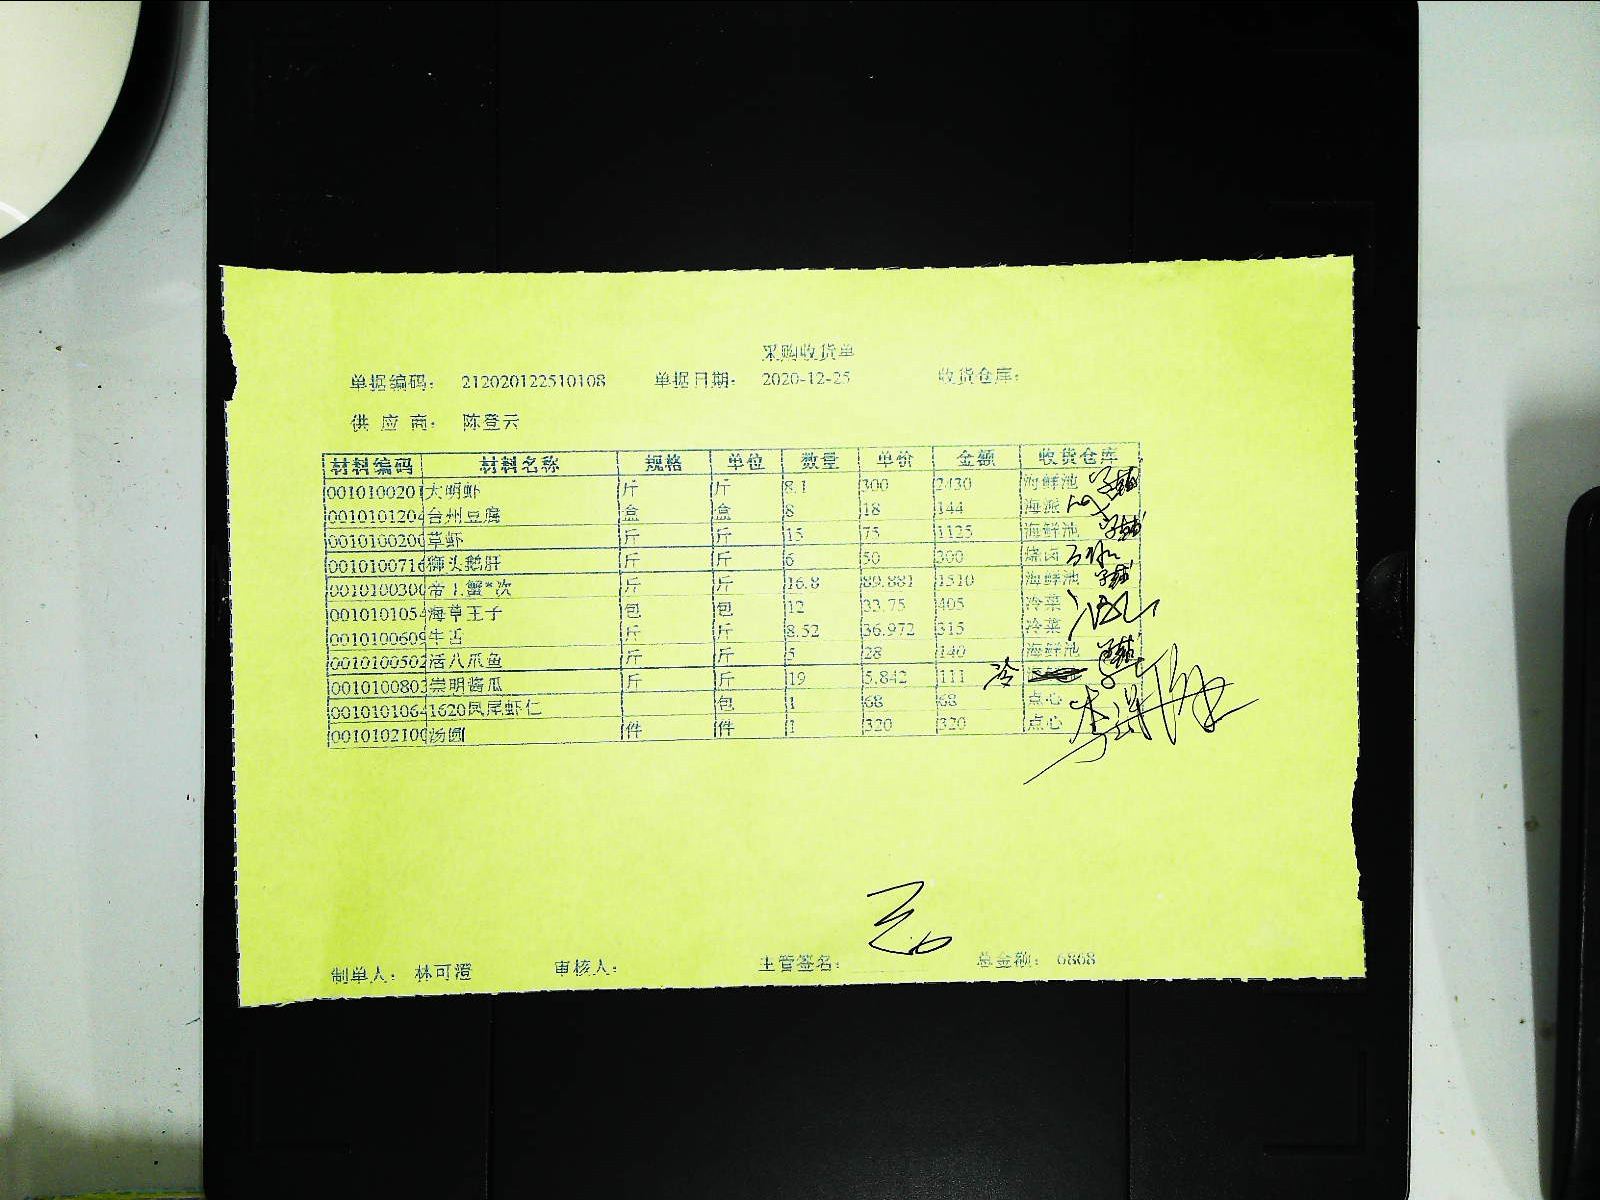 采购收货单
单据编码： 212020122510108 单据日期： 2020-12-25 收货仓库：
供 应 商： 陈登云
材料编码 材料名称 规格 单位 数量 单价 金额 收货仓库
0010100201 大明虾 斤 斤 8.1 300 2430 海鲜池
001010120 台州豆腐 盒 盒 8 18 144 海派
001010020 草虾 斤 斤 15 75 1125 海鲜池
001010071 狮头鹅肝 斤 斤 6 50 300 烧卤
001010030 帝王蟹*次 斤 斤 16.8 89.881 1510 海鲜池
001010105 海草王子 包 包 12 33.75 405 冷菜
001010060 牛舌 斤 斤 8.52 36.972 315 冷菜
001010050 活八爪鱼 斤 斤 5 28 140 海鲜池
001010080 崇明酱瓜 斤 斤 19 5.842 111 冷
001010106 1620凤尾虾仁 包 1 68 68 点心
001010210 汤圆 件 件 1 320 320 点心
制单人： 林可澄 审核人： 主管签名： 总金额： 6868